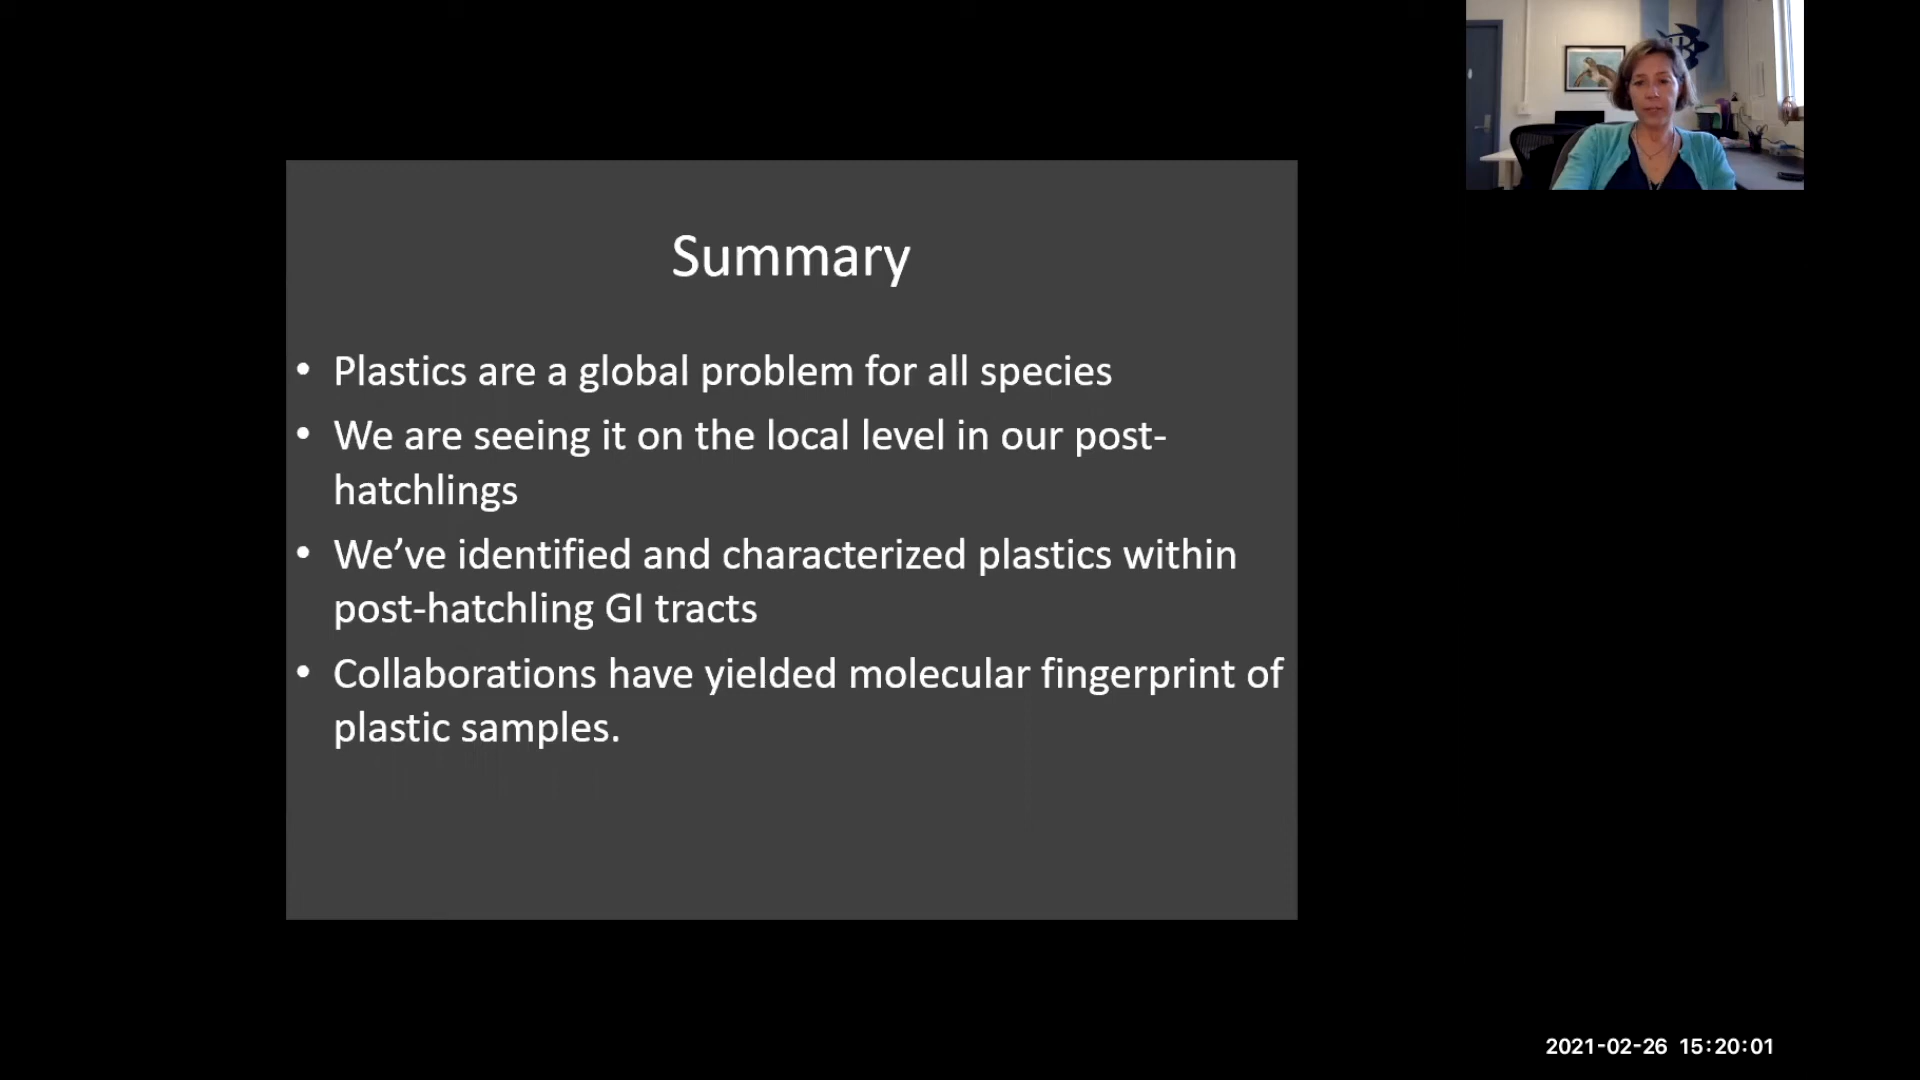 Summary
• Plastics are a global problem for all species
• We are seeing it on the local level in our post-
hatchlings
• We’ve identified and characterized plastics within
post-hatchling GI tracts
• Collaborations have yielded molecular fingerprint of
plastic samples.
2021-02-26 15:20:01